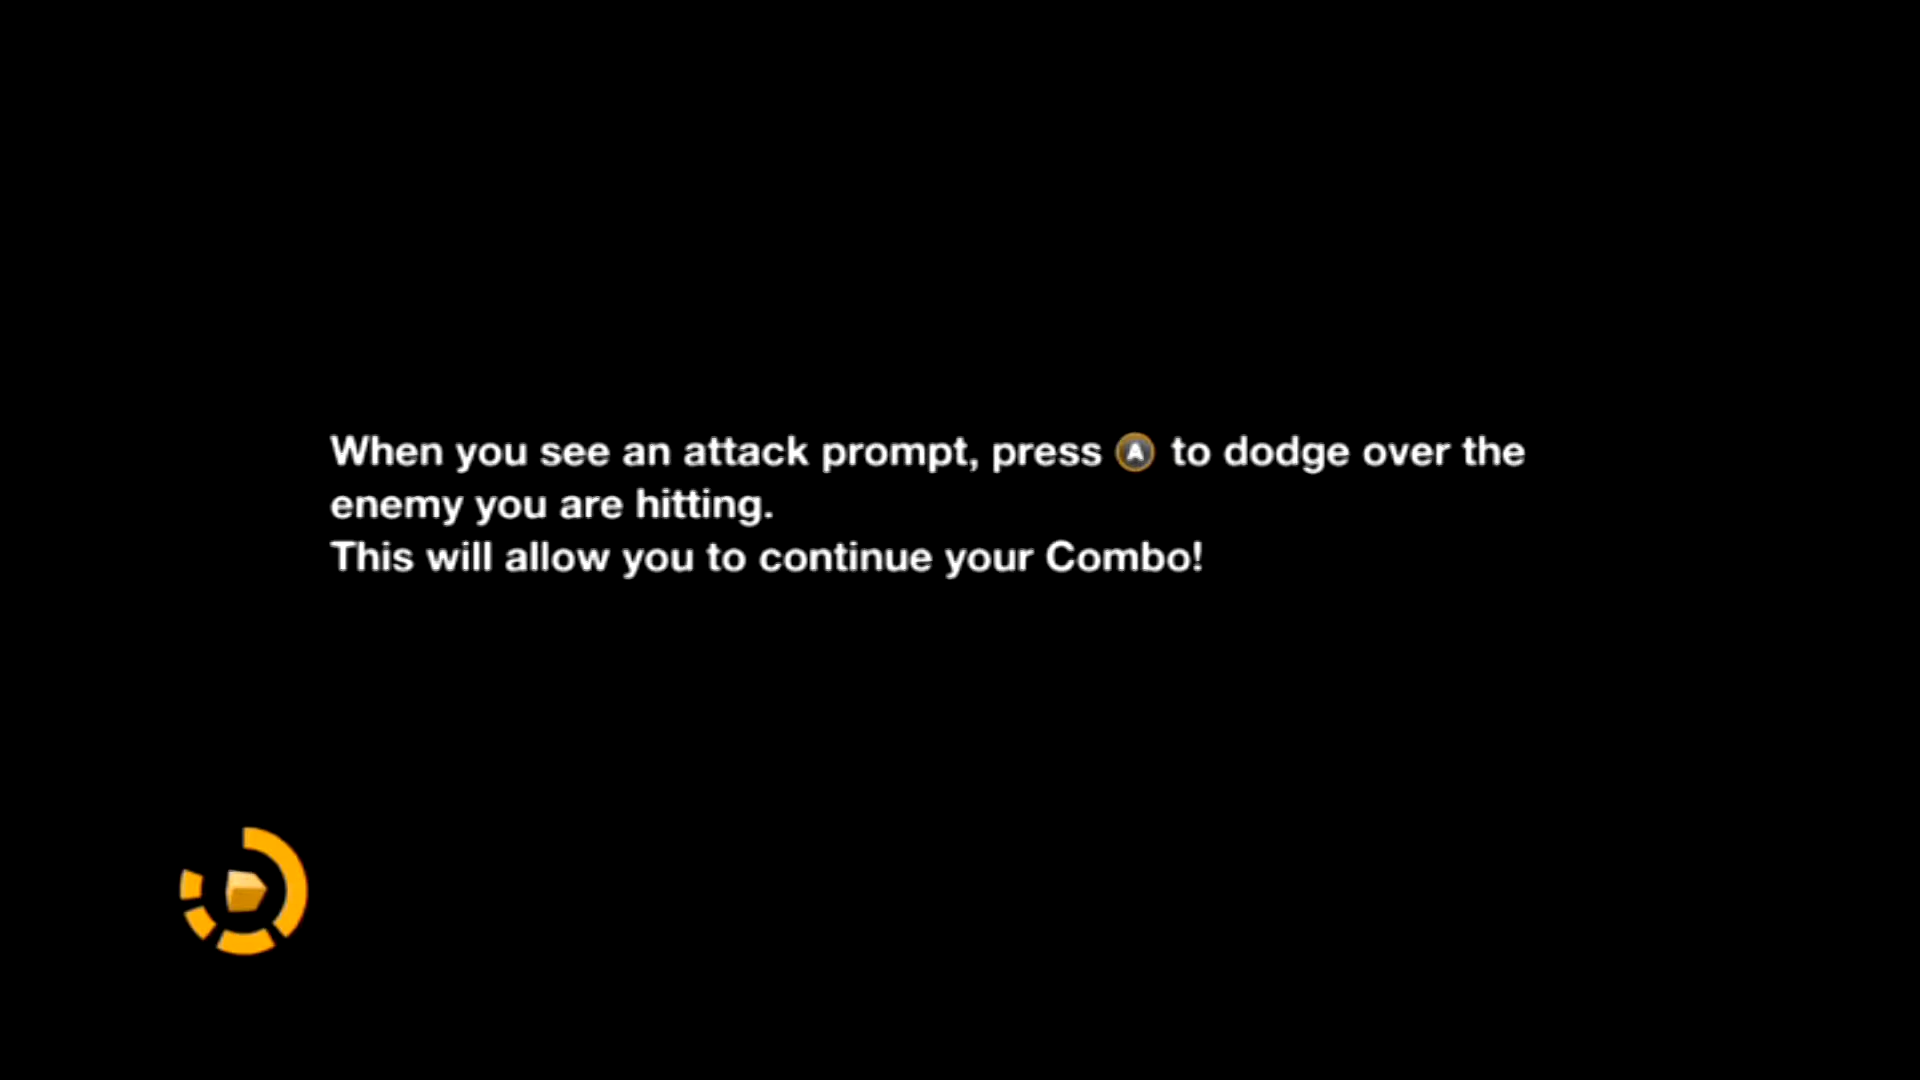 When you see an attack prompt, press A to dodge over the
enemy you are hitting.
This will allow you to continue your Combo!